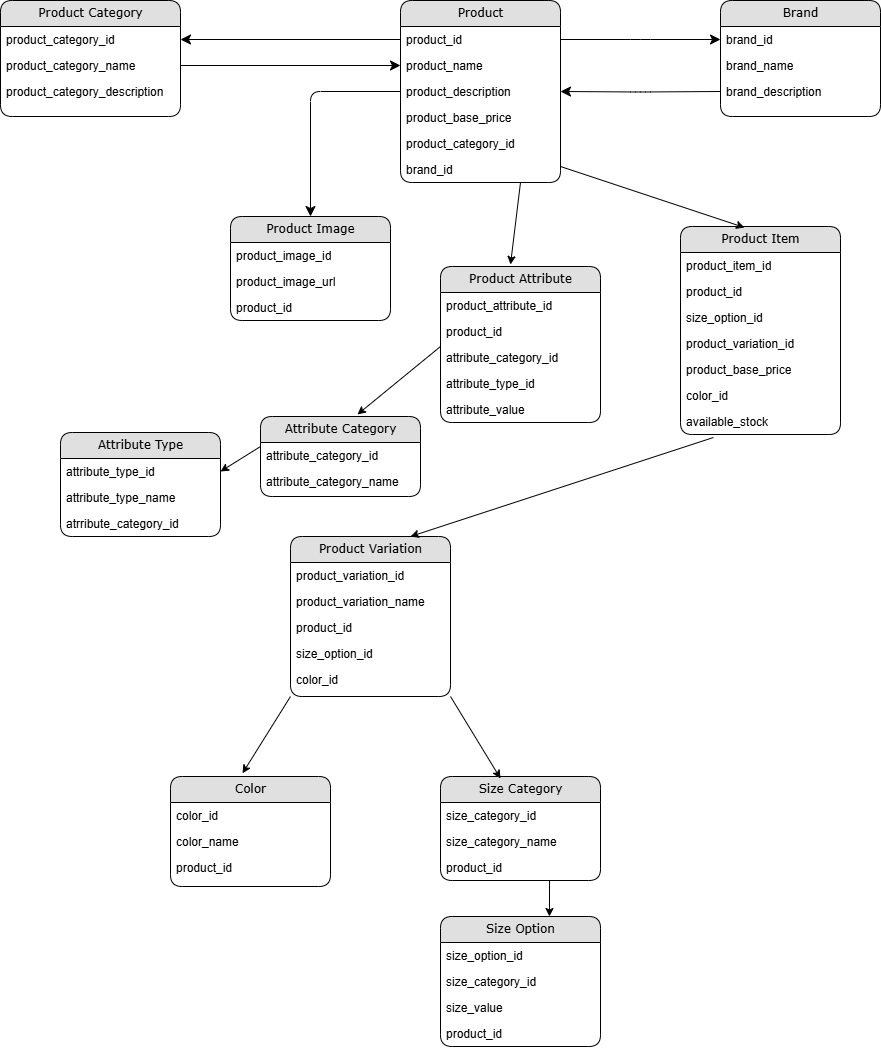 Product Category
product_category_id
product_category_name
product_category_description
Product
product_id
product_name
product_description
product_base_price
product_category_id
brand_id
Brand
brand_id
brand_name
brand_description
Product Image
product_image_id
product_image_url
product_id
Product Attribute
product_attribute_id
product_id
attribute_category_id
attribute_type_id
attribute_value
Product Item
product_item_id
product_id
size_option_id
product_variation_id
product_base_price
color_id
available_stock
Attribute Type
attribute_type_id
attribute_type_name
atrribute_category_id
Attribute Category
attribute_category_id
attribute_category_name
Product Variation
product_variation_id
product_variation_name
product_id
size_option_id
color_id
Color
color_id
color_name
product_id
Size Category
size_category_id
size_category_name
product_id
Size Option
size_option_id
size_category_id
size_value
product_id